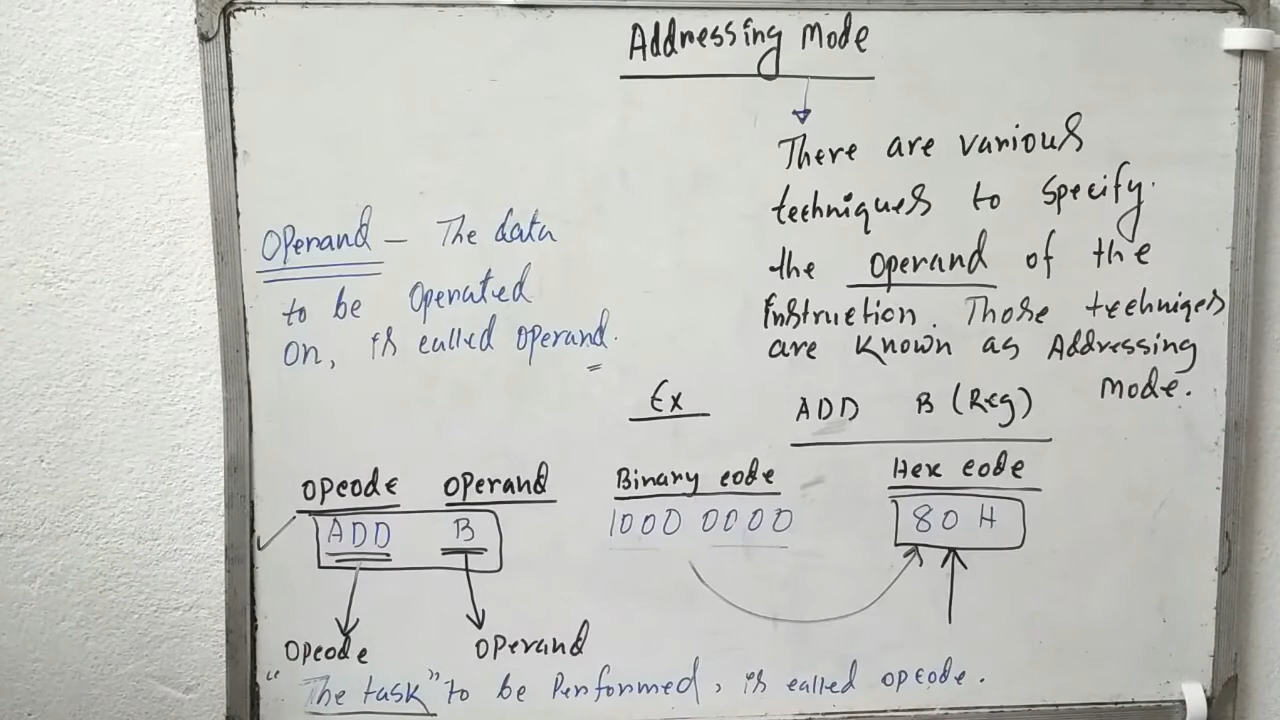 Addressing Mode
There are various
techniques to specify
the operand of the
Instruction. Those techniqes
are known as Addressing
Mode.
Operand - The data
to be operated
on, is called operand.
Ex ADD B (Reg)
Opcode Operand Binary code Hex code
ADD B 1000 0000 80 H
Opcode Operand
"The task" to be Performed, is called opcode.